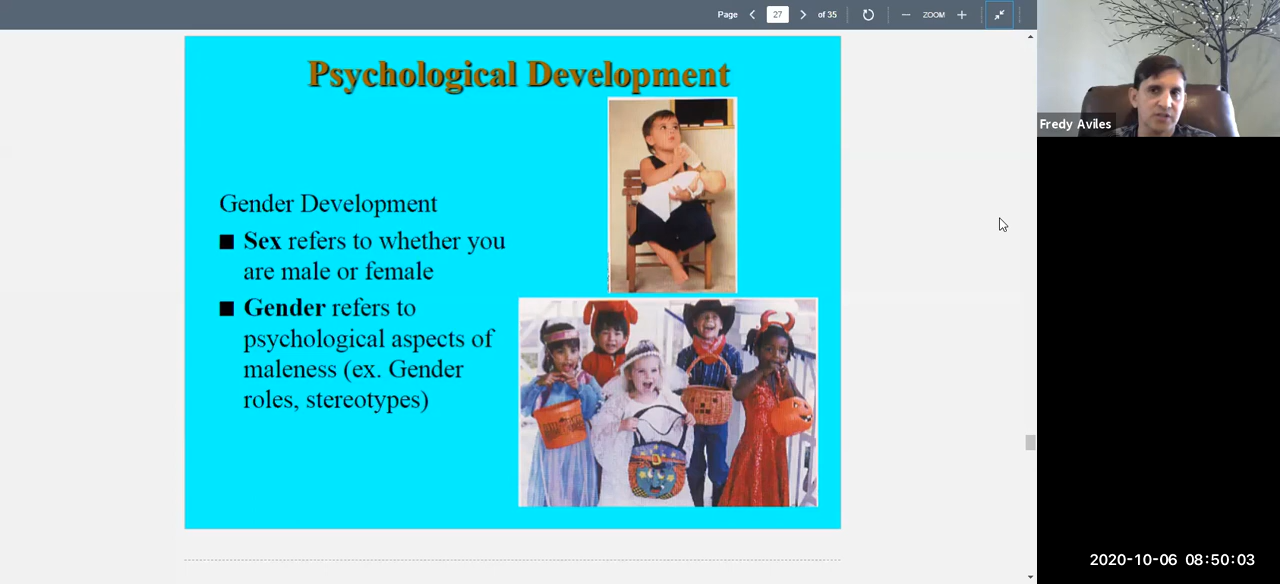 Page 27 of 35 ZOOM
Psychological Development
Gender Development
■ Sex refers to whether you
are male or female
■ Gender refers to
psychological aspects of
maleness (ex. Gender
roles, stereotypes)
Fredy Aviles
2020-10-06 08:50:03